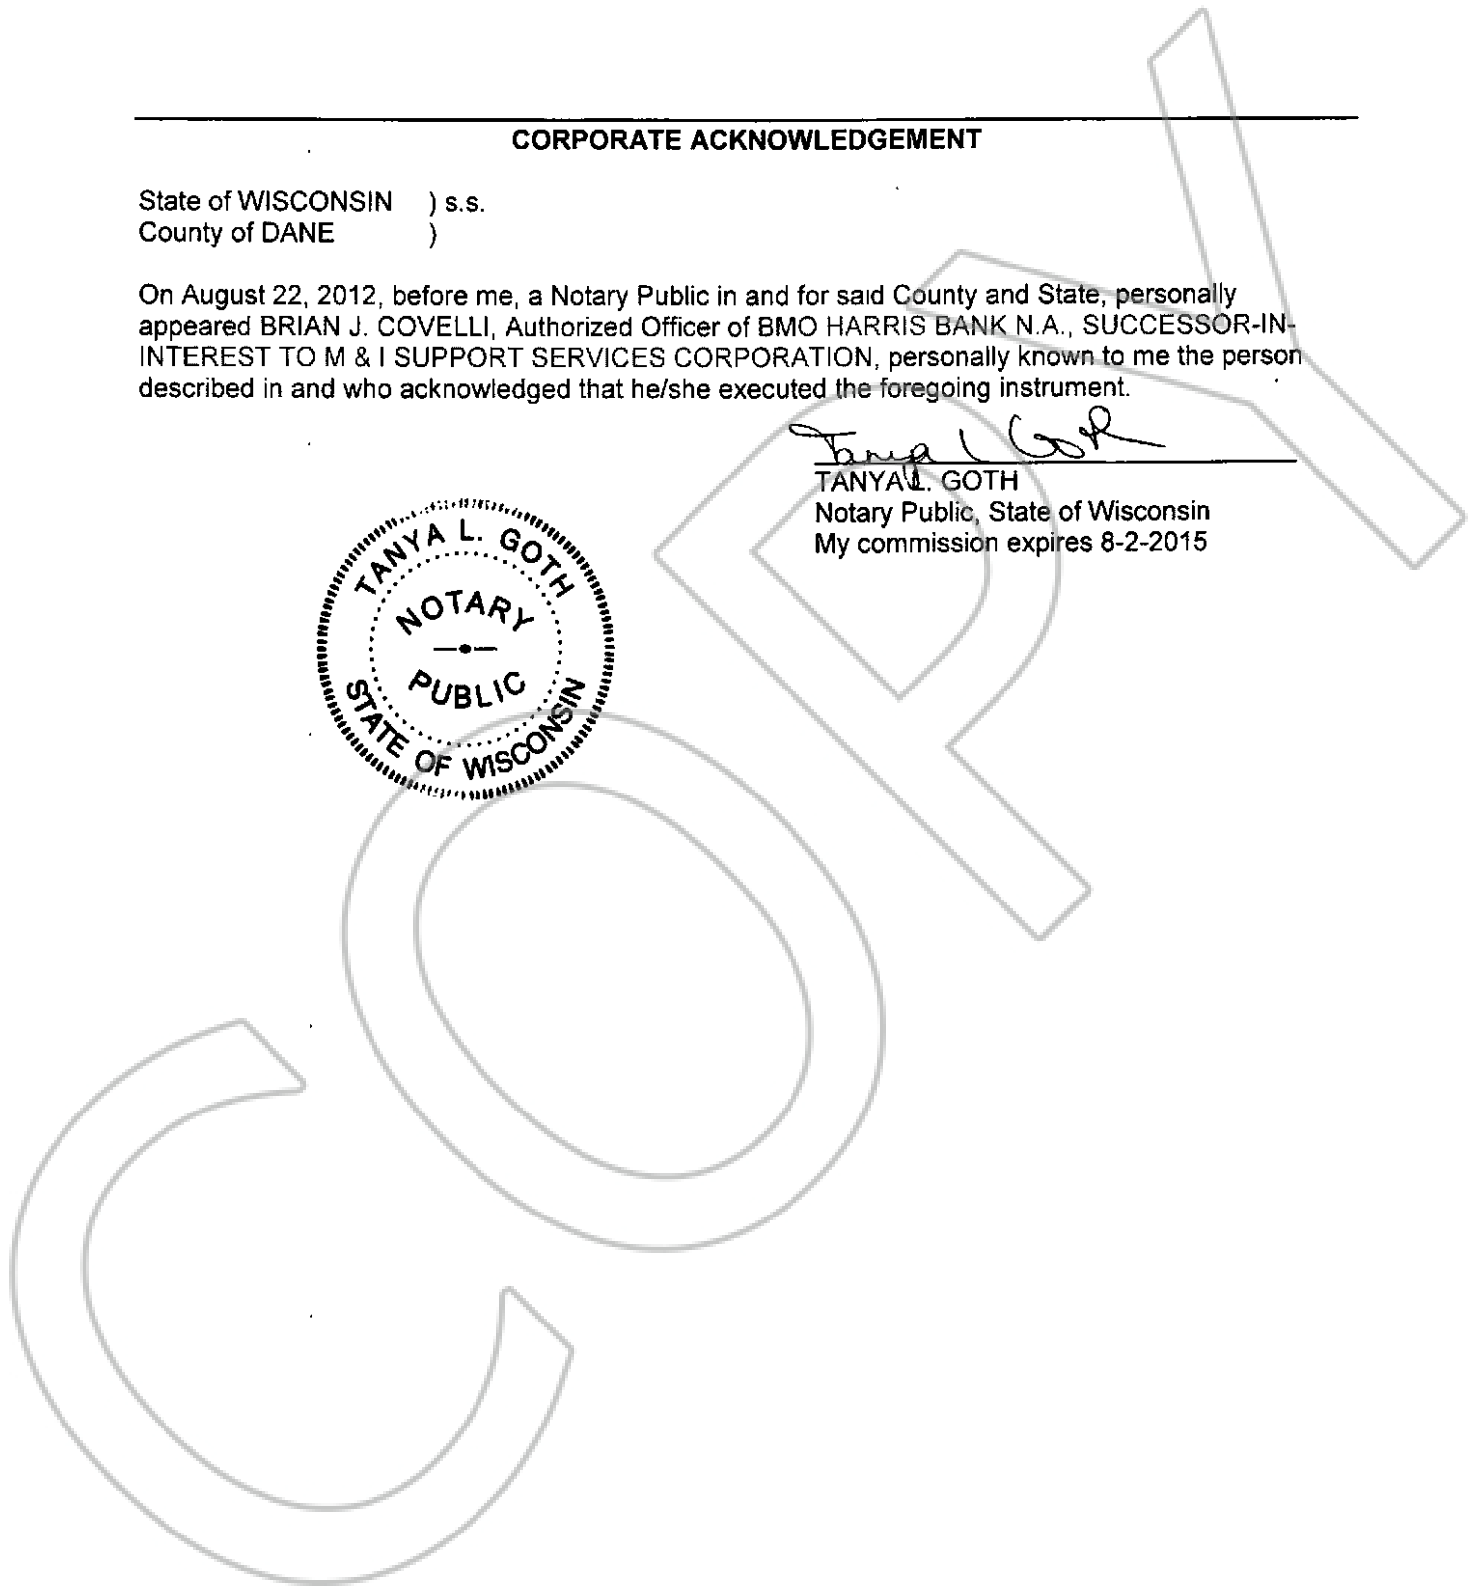 CORPORATE ACKNOWLEDGEMENT
State of WISCONSIN ) s.s.
County of DANE )
On August 22, 2012, before me, a Notary Public in and for said County and State, personally
appeared BRIAN J. COVELLI, Authorized Officer of BMO HARRIS BANK N.A., SUCCESSOR-IN-
INTEREST TO M & I SUPPORT SERVICES CORPORATION, personally known to me the person
described in and who acknowledged that he/she executed the foregoing instrument.
Tanya L Goth
TANYA L. GOTH
Notary Public, State of Wisconsin
My commission expires 8-2-2015
TANYA L. GOTH
NOTARY
PUBLIC
STATE OF WISCONSIN
COPY